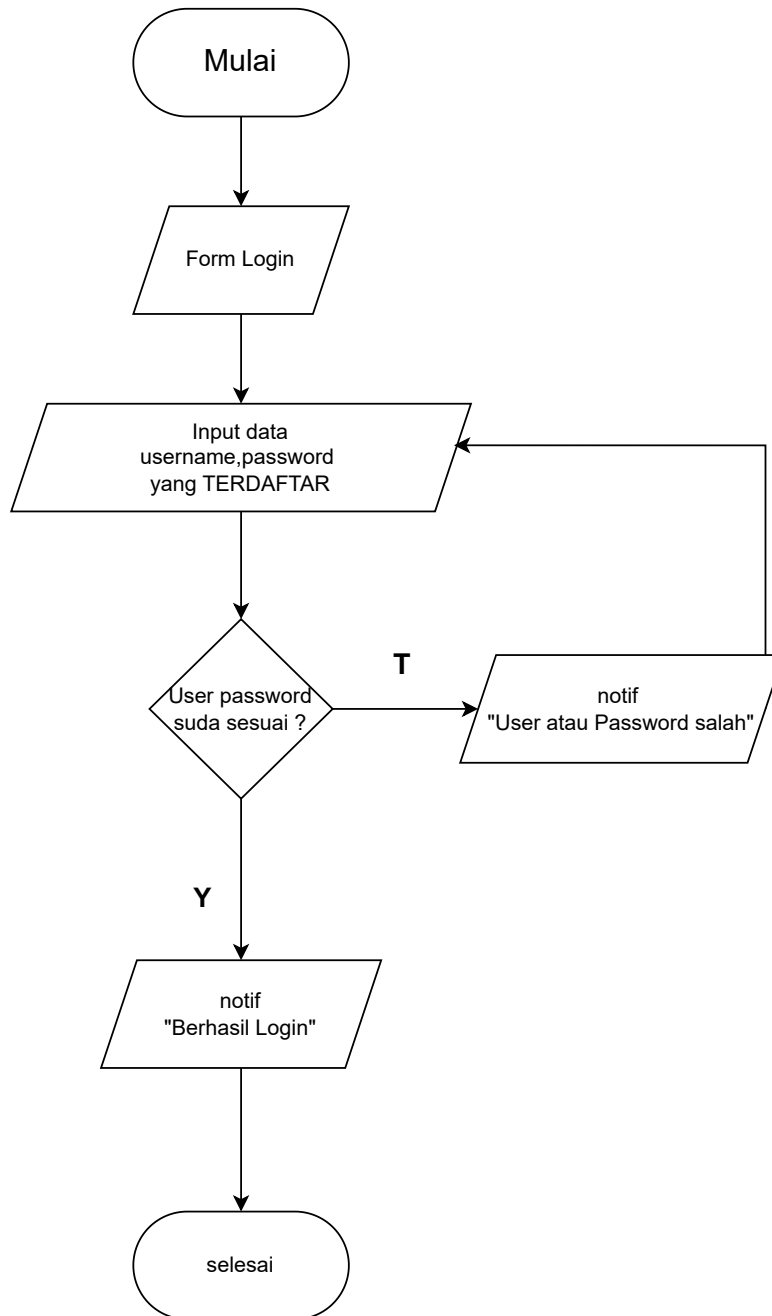 Mulai
Form Login
Input data
username,password
yang TERDAFTAR
User password
suda sesuai ?
T
notif
"User atau Password salah"
Y
notif
"Berhasil Login"
selesai